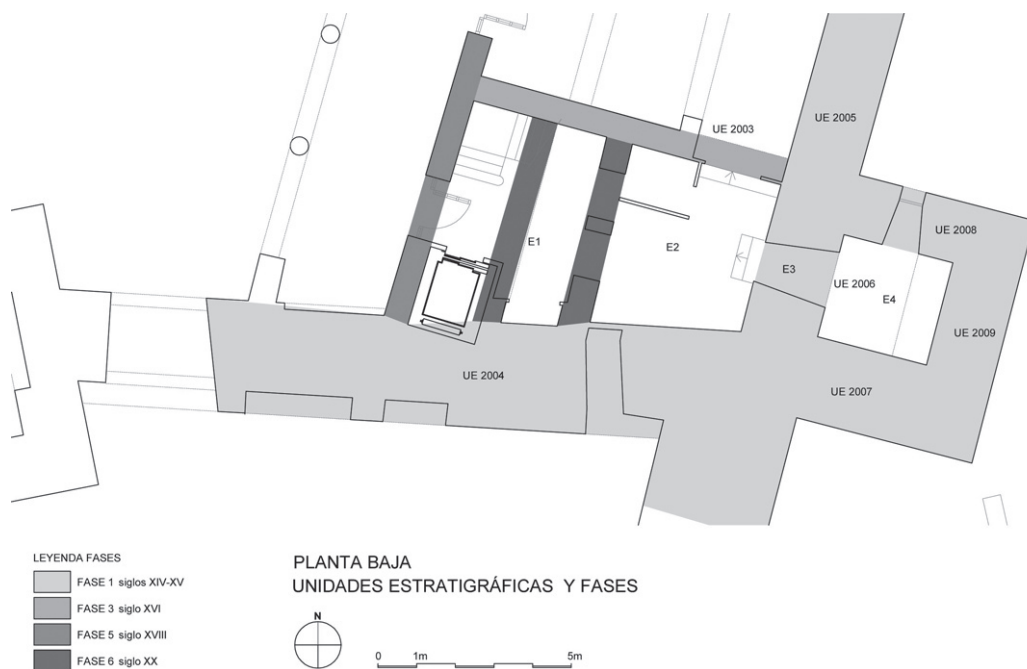 UE 2003
UE 2005
UE 2008
E1
E2
E3
UE 2006
E4
UE 2009
UE 2004
UE 2007
LEYENDA FASES
FASE 1 siglos XIV-XV
FASE 3 siglo XVI
FASE 5 siglo XVIII
FASE 6 siglo XX
PLANTA BAJA
UNIDADES ESTRATIGRÁFICAS Y FASES
N
0 1m 5m